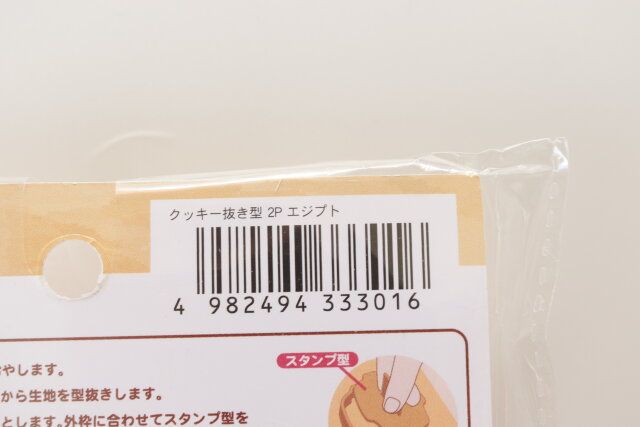 クッキー抜き型 2P エジプト
4 982494 333016
やします。
スタンプ型
から生地を型抜きします。
とします。外枠に合わせてスタンプ型を